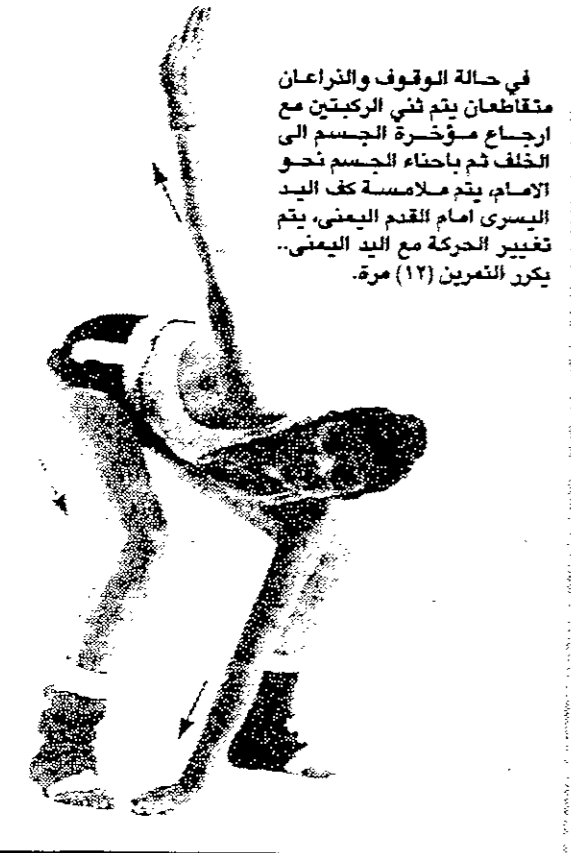 في حالة الوقوف والذراعان
متقاطعان يتم ثني الركبتين مع
ارجاع مؤخرة الجسم الى
الخلف ثم باحناء الجسم نحو
الامام، يتم ملامسة كف اليد
اليسرى امام القدم اليمنى، يتم
تغيير الحركة مع اليد اليمنى..
يكرر التمرين (١٢) مرة.